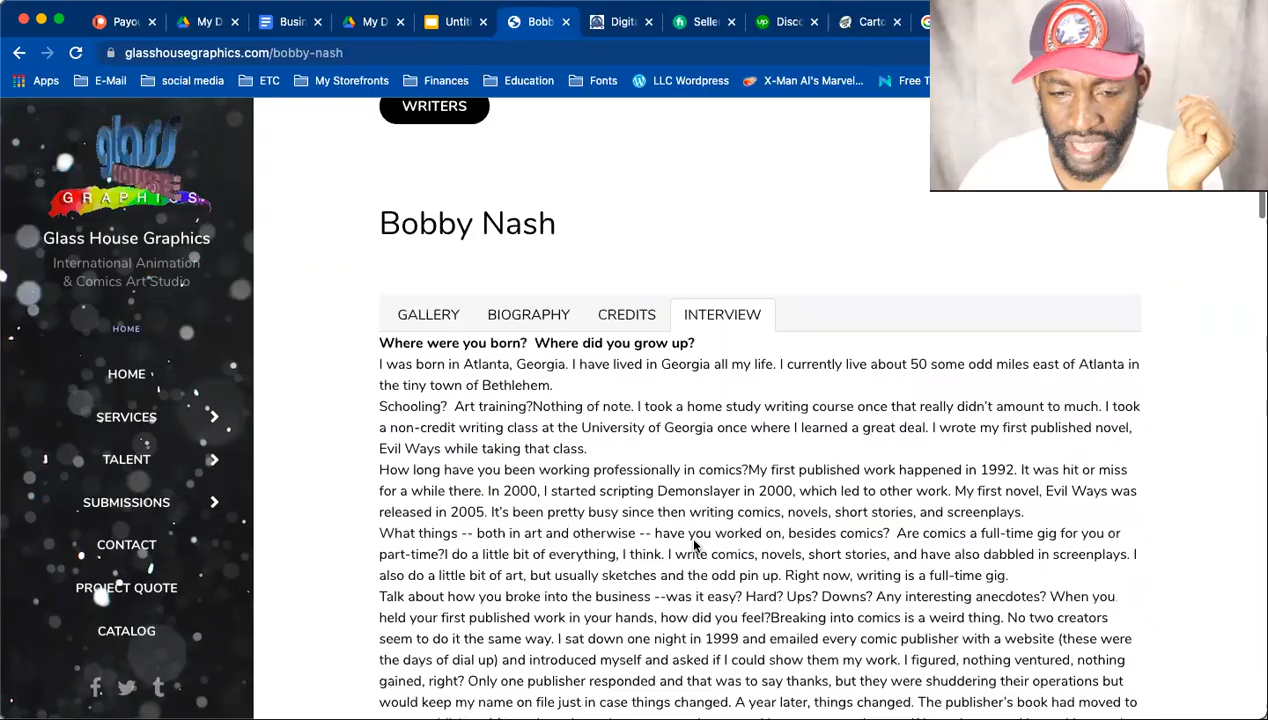 Payou
My D
Busin
My D
Untitl
Bobb
Digit
Selle
Disco
Carto
glasshousegraphics.com/bobby-nash
Apps
E-Mail
social media
ETC
My Storefronts
Finances
Education
Fonts
LLC Wordpress
X-Man AI's Marvel...
Free T
glass
HOUSE
GRAPHICS
Glass House Graphics
International Animation
& Comics Art Studio
HOME
HOME
SERVICES
TALENT
SUBMISSIONS
CONTACT
PROJECT QUOTE
CATALOG
WRITERS
Bobby Nash
GALLERY BIOGRAPHY CREDITS INTERVIEW
Where were you born?  Where did you grow up?
I was born in Atlanta, Georgia. I have lived in Georgia all my life. I currently live about 50 some odd miles east of Atlanta in
the tiny town of Bethlehem.
Schooling?  Art training?Nothing of note. I took a home study writing course once that really didn't amount to much. I took
a non-credit writing class at the University of Georgia once where I learned a great deal. I wrote my first published novel,
Evil Ways while taking that class.
How long have you been working professionally in comics?My first published work happened in 1992. It was hit or miss
for a while there. In 2000, I started scripting Demonslayer in 2000, which led to other work. My first novel, Evil Ways was
released in 2005. It's been pretty busy since then writing comics, novels, short stories, and screenplays.
What things -- both in art and otherwise -- have you worked on, besides comics?  Are comics a full-time gig for you or
part-time?I do a little bit of everything, I think. I write comics, novels, short stories, and have also dabbled in screenplays. I
also do a little bit of art, but usually sketches and the odd pin up. Right now, writing is a full-time gig.
Talk about how you broke into the business --was it easy? Hard? Ups? Downs? Any interesting anecdotes? When you
held your first published work in your hands, how did you feel?Breaking into comics is a weird thing. No two creators
seem to do it the same way. I sat down one night in 1999 and emailed every comic publisher with a website (these were
the days of dial up) and introduced myself and asked if I could show them my work. I figured, nothing ventured, nothing
gained, right? Only one publisher responded and that was to say thanks, but they were shuddering their operations but
would keep my name on file just in case things changed. A year later, things changed. The publisher's book had moved to